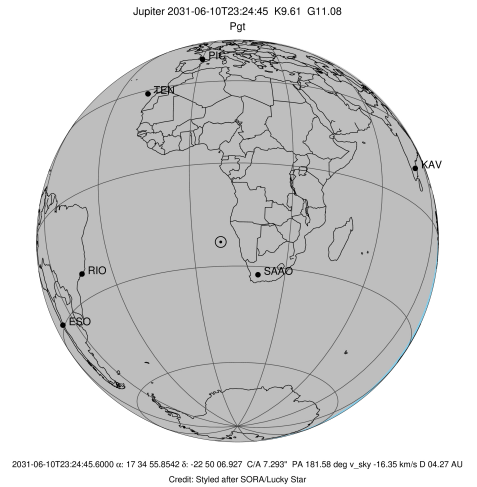 Jupiter 2031-06-10T23:24:45 K9.61 G11.08
Pgt
PIC
TEN
KAV
RIO
SAAO
ESO
2031-06-10T23:24:45.6000 α: 17 34 55.8542 δ: -22 50 06.927 C/A 7.293" PA 181.58 deg v_sky -16.35 km/s D 04.27 AU
Credit: Styled after SORA/Lucky Star